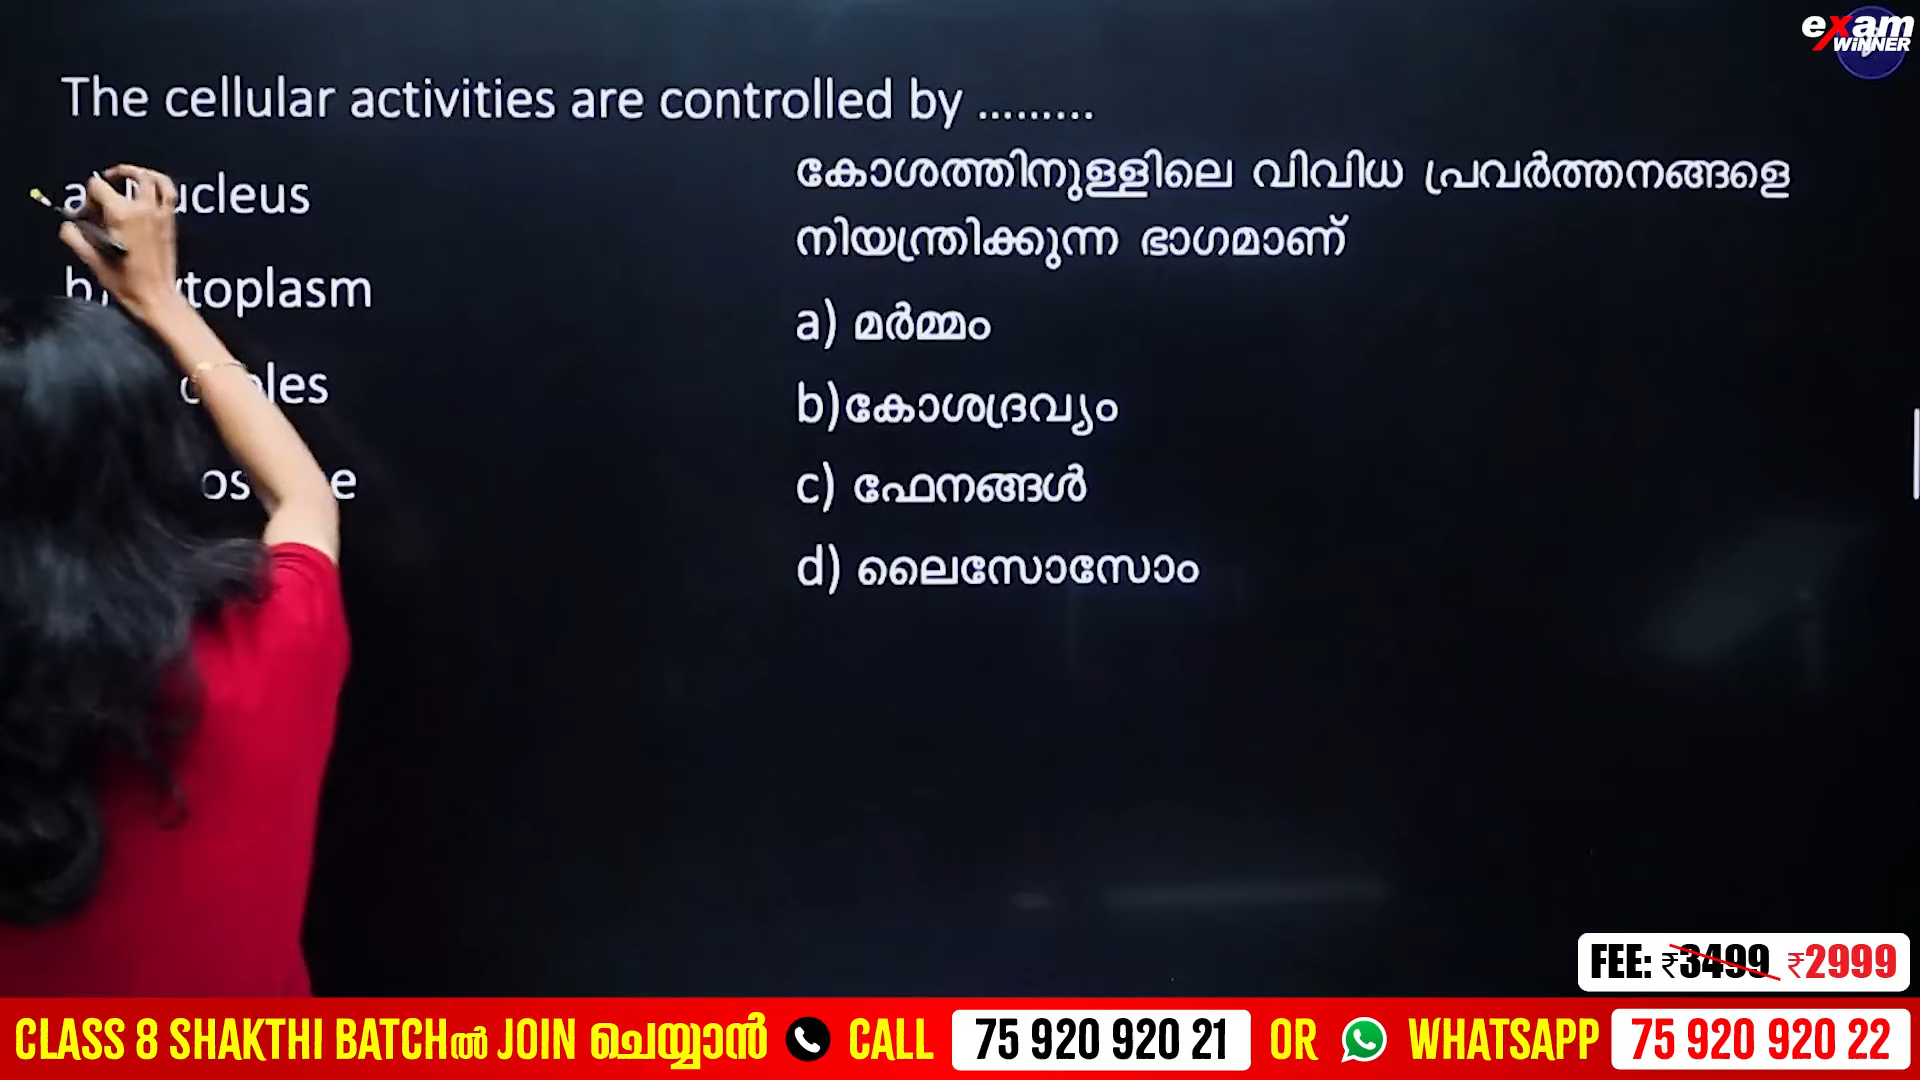 exam
WINNER
The cellular activities are controlled by .........
a) Nucleus
കോശത്തിനുള്ളിലെ വിവിധ പ്രവർത്തനങ്ങളെ
നിയന്ത്രിക്കുന്ന ഭാഗമാണ്
a) മർമ്മം
b)കോശദ്രവ്യം
c) ഫേനങ്ങൾ
d) ലൈസോസോം
FEE: ₹3499 ₹2999
CLASS 8 SHAKTHI BATCHൽ JOIN ചെയ്യാൻ CALL 75 920 920 21 OR WHATSAPP 75 920 920 22